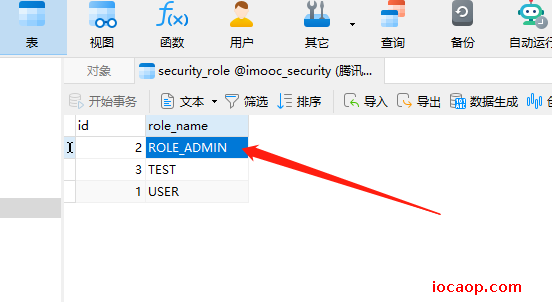 表 视图 函数 用户 其它 查询 备份 自动运行
对象 security_role @imooc_security (腾讯...
开始事务 文本 筛选 排序 导入 导出 数据生成
id role_name
2 ROLE_ADMIN
3 TEST
1 USER
iocaop.com